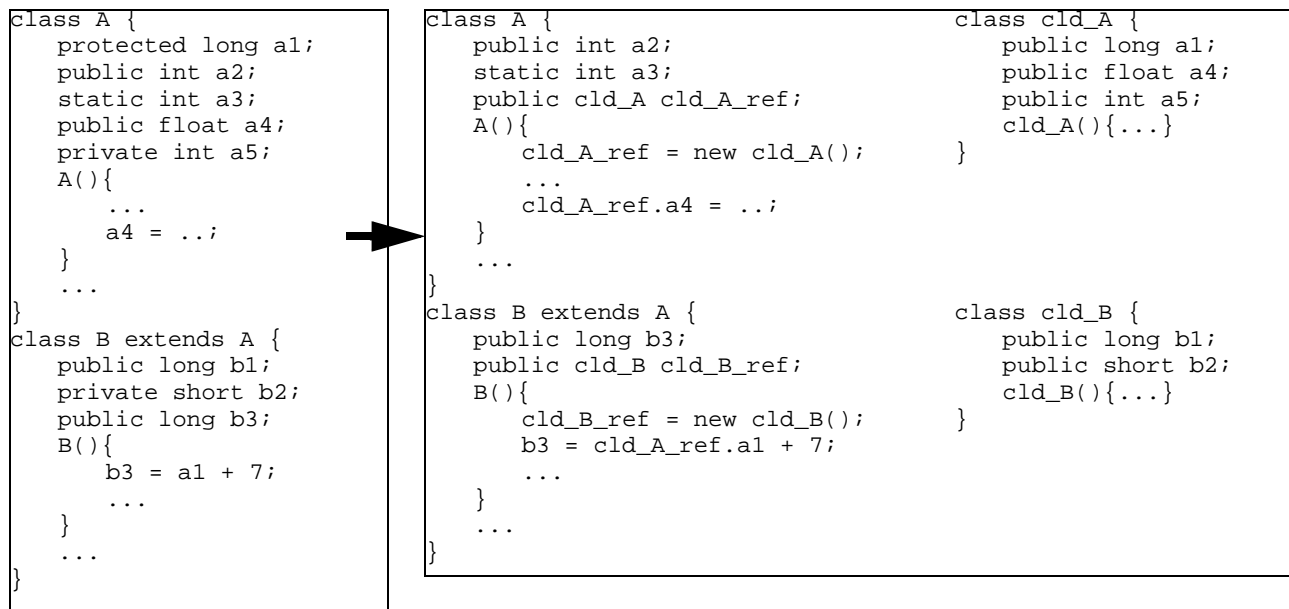 class A {
    protected long a1;
    public int a2;
    static int a3;
    public float a4;
    private int a5;
    A(){
        ...
        a4 = ..;
    }
    ...
}
class B extends A {
    public long b1;
    private short b2;
    public long b3;
    B(){
        b3 = a1 + 7;
        ...
    }
    ...
}
class A {
    public int a2;
    static int a3;
    public cld_A cld_A_ref;
    A(){
        cld_A_ref = new cld_A();
        ...
        cld_A_ref.a4 = ..;
    }
    ...
}
class B extends A {
    public long b3;
    public cld_B cld_B_ref;
    B(){
        cld_B_ref = new cld_B();
        b3 = cld_A_ref.a1 + 7;
        ...
    }
    ...
}
class cld_A {
    public long a1;
    public float a4;
    public int a5;
    cld_A(){...}
}
class cld_B {
    public long b1;
    public short b2;
    cld_B(){...}
}